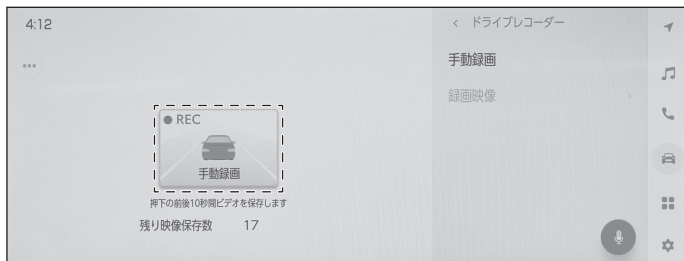 4:12
< ドライブレコーダー
手動録画
録画映像
REC
手動録画
押下の前後10秒間ビデオを保存します
残り映像保存数 17